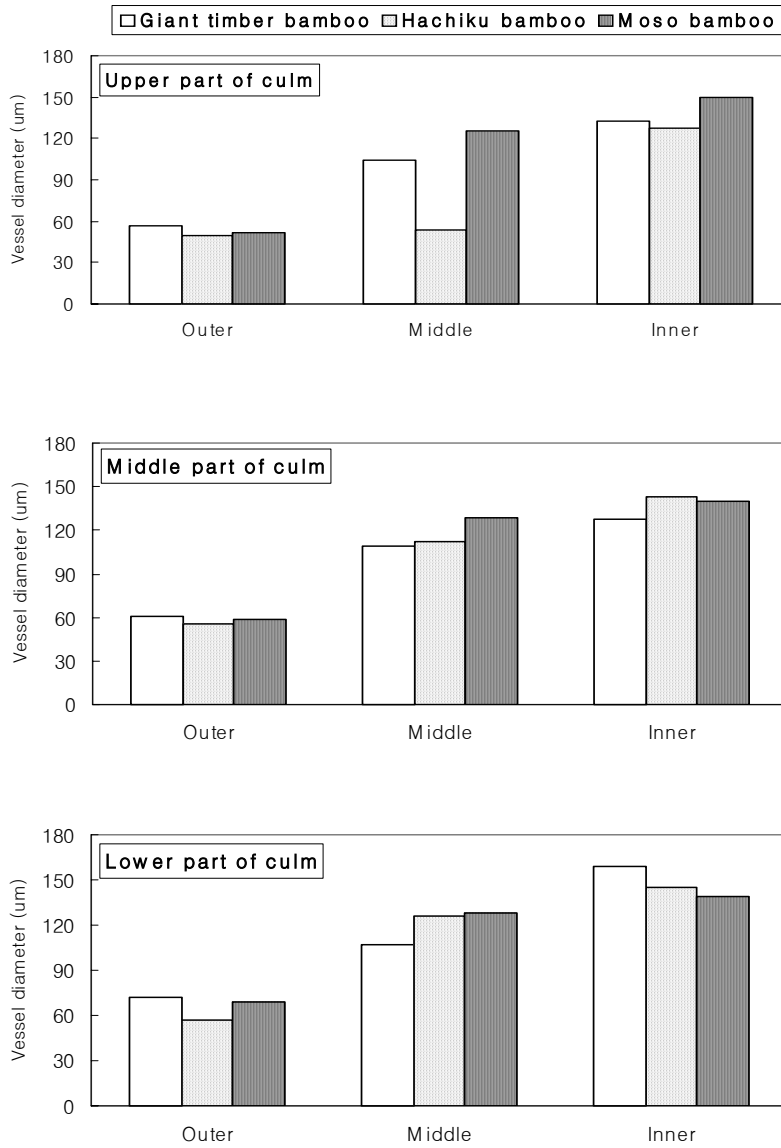 Giant timber bamboo Hachiku bamboo Moso bamboo
Upper part of culm
Vessel diameter (um)
180
150
120
90
60
30
0
Outer Middle Inner
Middle part of culm
Vessel diameter (um)
180
150
120
90
60
30
0
Outer Middle Inner
Lower part of culm
Vessel diameter (um)
180
150
120
90
60
30
0
Outer Middle Inner